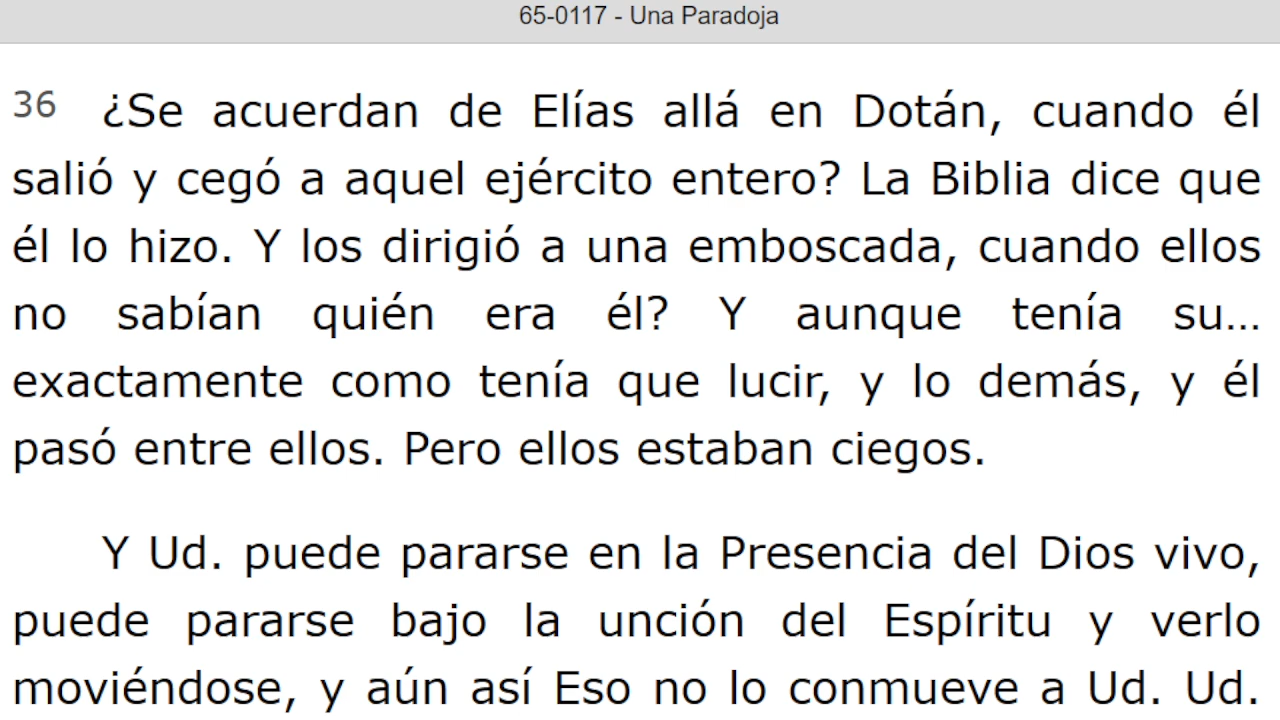 65-0117 - Una Paradoja
36 ¿Se acuerdan de Elías allá en Dotán, cuando él
salió y cegó a aquel ejército entero? La Biblia dice que
él lo hizo. Y los dirigió a una emboscada, cuando ellos
no sabían quién era él? Y aunque tenía su...
exactamente como tenía que lucir, y lo demás, y él
pasó entre ellos. Pero ellos estaban ciegos.
Y Ud. puede pararse en la Presencia del Dios vivo,
puede pararse bajo la unción del Espíritu y verlo
moviéndose, y aún así Eso no lo conmueve a Ud. Ud.